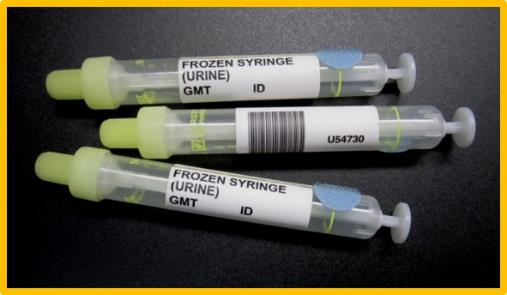 FROZEN SYRINGE
(URINE)
GMT ID
U54730
FROZEN SYRINGE
(URINE)
GMT ID